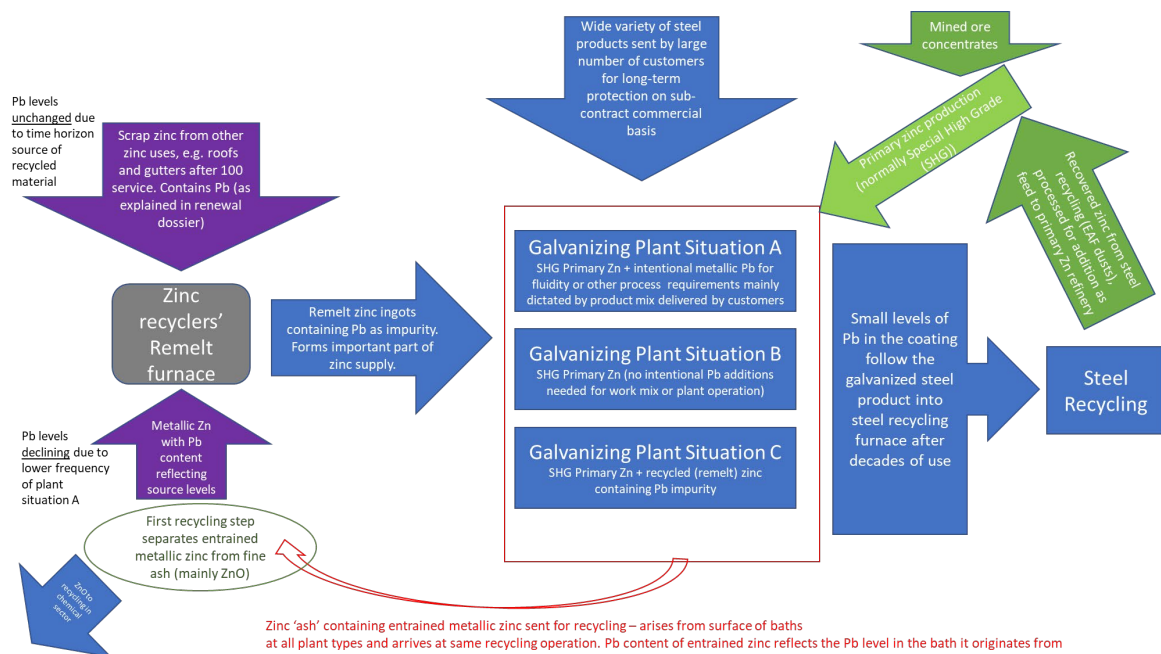 Wide variety of steel
products sent by large
number of customers
for long-term
protection on sub-
contract commercial
basis
Mined ore
concentrates
Primary zinc production
(normally Special High Grade
(SHG))
Recovered zinc from steel
recycling (EAF dusts),
processed for addition as
feed to primary Zn refinery
Pb levels
unchanged due
to time horizon
source of
recycled
material
Scrap zinc from other
zinc uses, e.g. roofs
and gutters after 100
service. Contains Pb (as
explained in renewal
dossier)
Zinc
recyclers’
Remelt
furnace
Remelt zinc ingots
containing Pb as impurity.
Forms important part of
zinc supply.
Galvanizing Plant Situation A
SHG Primary Zn + intentional metallic Pb for
fluidity or other process requirements mainly
dictated by product mix delivered by customers
Galvanizing Plant Situation B
SHG Primary Zn (no intentional Pb additions
needed for work mix or plant operation)
Galvanizing Plant Situation C
SHG Primary Zn + recycled (remelt) zinc
containing Pb impurity
Small levels of
Pb in the coating
follow the
galvanized steel
product into
steel recycling
furnace after
decades of use
Steel
Recycling
Pb levels
declining due to
lower frequency
of plant
situation A
Metallic Zn
with Pb
content
reflecting
source levels
First recycling step
separates entrained
metallic zinc from fine
ash (mainly ZnO)
ZnO to
recycling in
chemical
sector
Zinc ‘ash’ containing entrained metallic zinc sent for recycling – arises from surface of baths
at all plant types and arrives at same recycling operation. Pb content of entrained zinc reflects the Pb level in the bath it originates from